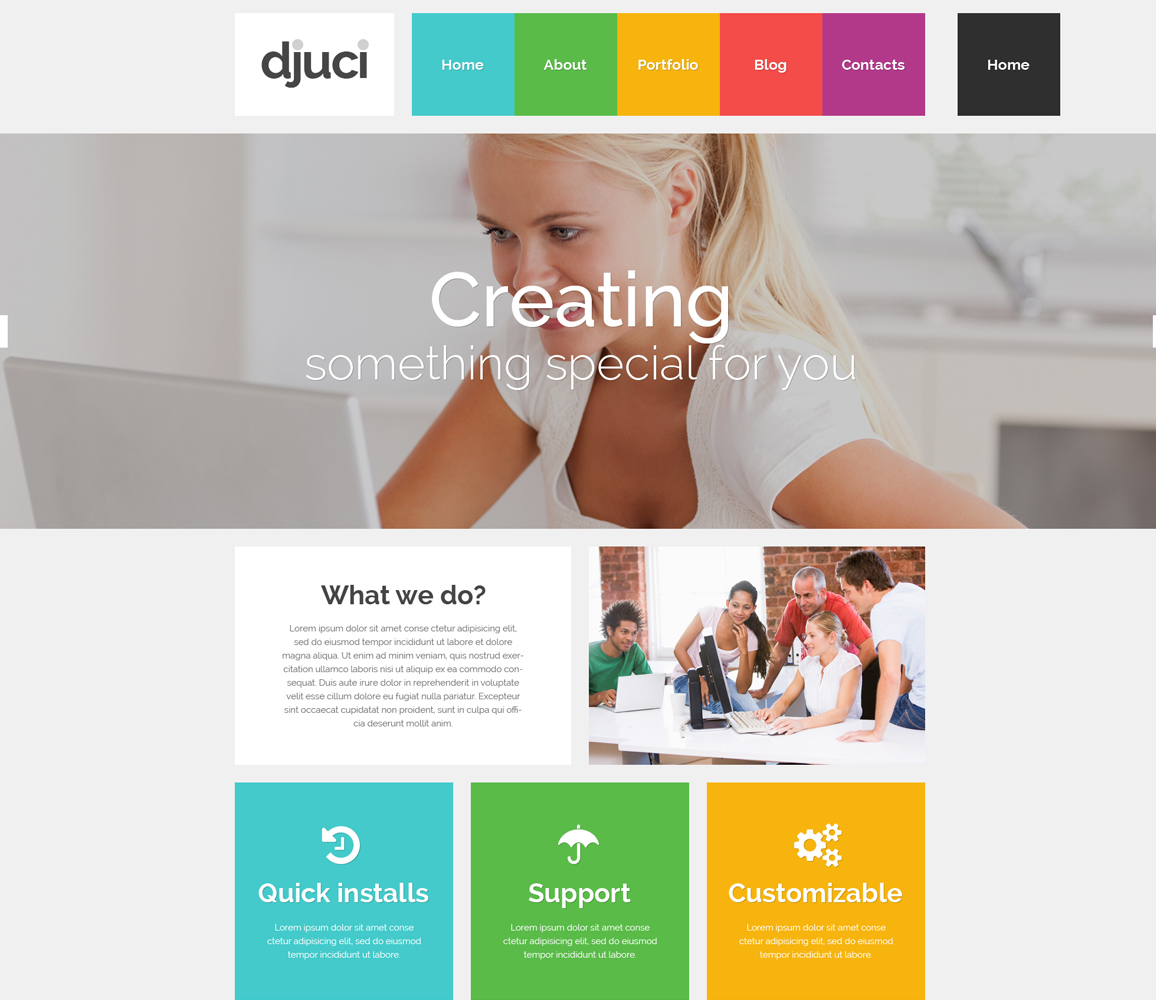 djuci
Home
About
Portfolio
Blog
Contacts
Home
Creating
something special for you
What we do?
Lorem ipsum dolor sit amet conse ctetur adipisicing elit,
sed do eiusmod tempor incididunt ut labore et dolore
magna aliqua. Ut enim ad minim veniam, quis nostrud exer-
citation ullamco laboris nisi ut aliquip ex ea commodo con-
sequat. Duis aute irure dolor in reprehenderit in voluptate
velit esse cillum dolore eu fugiat nulla pariatur. Excepteur
sint occaecat cupidatat non proident, sunt in culpa qui offi-
cia deserunt mollit anim.
Quick installs
Lorem ipsum dolor sit amet conse
ctetur adipisicing elit, sed do eiusmod
tempor incididunt ut labore.
Support
Lorem ipsum dolor sit amet conse
ctetur adipisicing elit, sed do eiusmod
tempor incididunt ut labore.
Customizable
Lorem ipsum dolor sit amet conse
ctetur adipisicing elit, sed do eiusmod
tempor incididunt ut labore.